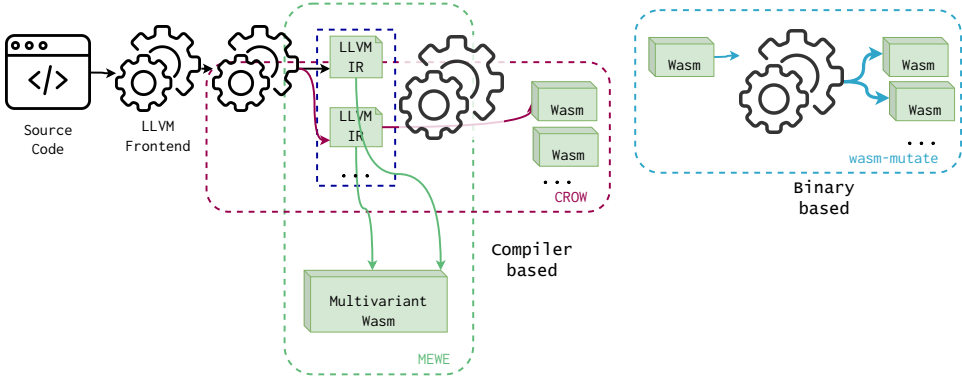 Source
Code
LLVM
Frontend
LLVM
IR
LLVM
IR
...
Wasm
Wasm
...
CROW
Compiler
based
Multivariant
Wasm
MEWE
Wasm
Wasm
Wasm
...
wasm-mutate
Binary
based